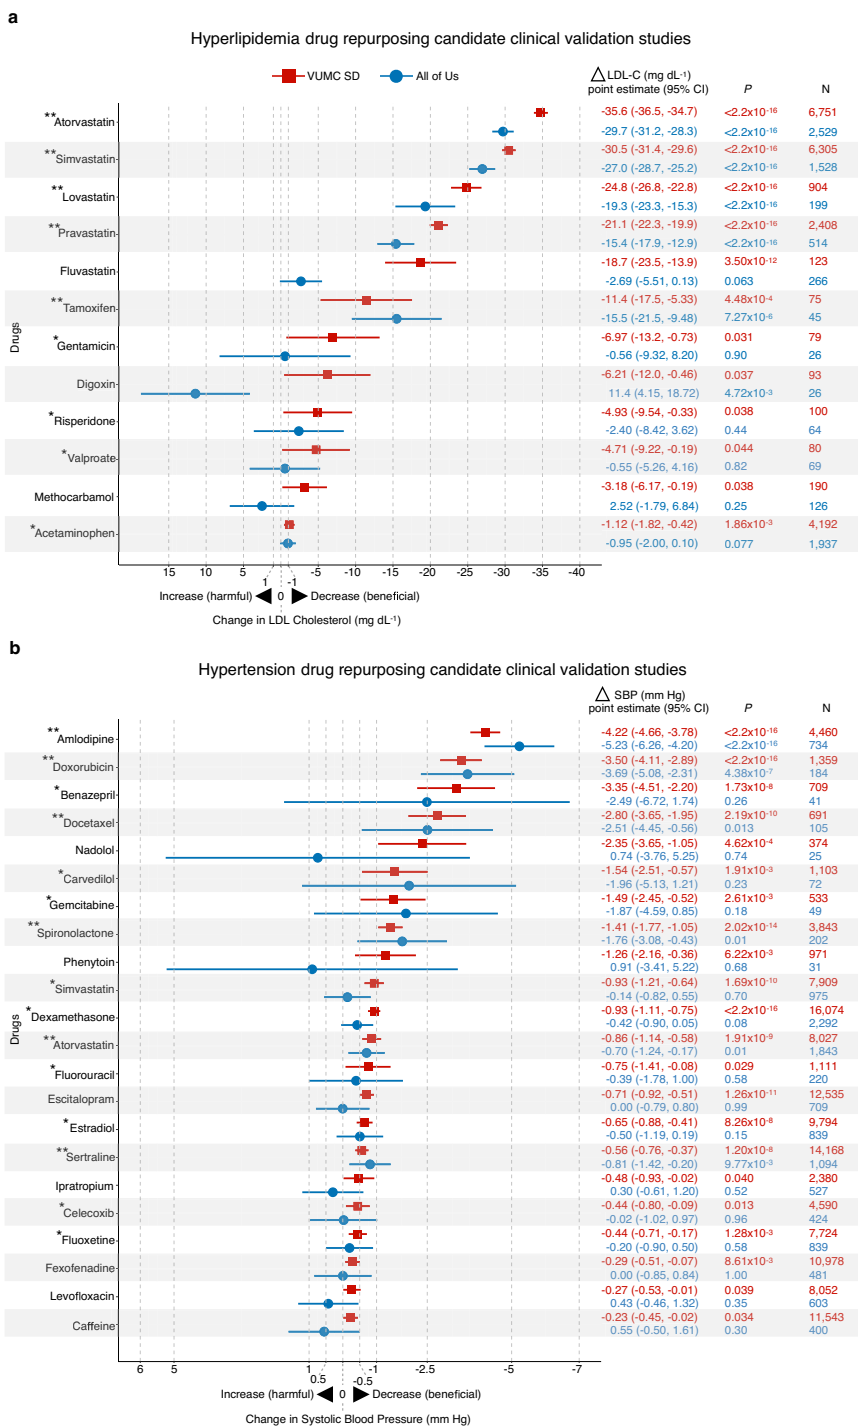 a
Hyperlipidemia drug repurposing candidate clinical validation studies
VUMC SD All of Us
△ LDL-C (mg dL-1)
point estimate (95% CI) P N
**Atorvastatin -35.6 (-36.5, -34.7) <2.2x10-16 6,751
-29.7 (31.2, -28.3) <2.2x10-16 2,529
**Simvastatin -30.5 (-31.4, -29.6) <2.2x10-16 6,305
-27.0 (-28.7, -25.2) <2.2x10-16 1,528
**Lovastatin -24.8 (-26.8, -22.8) <2.2x10-16 904
-19.3 (-23.3, -15.3) <2.2x10-16 199
**Pravastatin -21.1 (-22.3, -19.9) <2.2x10-16 2,408
-15.4 (-17.9, -12.9) <2.2x10-16 514
Fluvastatin -18.7 (-23.5, -13.9) 3.50x10-12 123
-2.69 (-5.51, 0.13) 0.063 266
**Tamoxifen -11.4 (-17.5, -5.33) 4.48x10-4 75
-15.5 (-21.5, -9.48) 7.27x10-6 45
*Gentamicin -6.97 (-13.2, -0.73) 0.031 79
-0.56 (-9.32, 8.20) 0.90 26
Digoxin -6.21 (-12.0, -0.46) 0.037 93
11.4 (4.15, 18.72) 4.72x10-3 26
*Risperidone -4.93 (-9.54, -0.33) 0.038 100
-2.40 (-8.42, 3.62) 0.44 64
*Valproate -4.71 (-9.22, -0.19) 0.044 80
-0.55 (-5.26, 4.16) 0.82 69
Methocarbamol -3.18 (-6.17, -0.19) 0.038 190
2.52 (-1.79, 6.84) 0.25 126
*Acetaminophen -1.12 (-1.82, -0.42) 1.86x10-3 4,192
-0.95 (-2.00, 0.10) 0.077 1,937
Drugs
15 10 5 1 -1 -5 -10 -15 -20 -25 -30 -35 -40
Increase (harmful) 0 Decrease (beneficial)
Change in LDL Cholesterol (mg dL-1)
b
Hypertension drug repurposing candidate clinical validation studies
△ SBP (mm Hg)
point estimate (95% CI) P N
**Amlodipine -4.22 (-4.66, -3.78) <2.2x10-16 4,460
-5.23 (-6.26, -4.20) <2.2x10-16 734
**Doxorubicin -3.50 (-4.11, -2.89) <2.2x10-16 1,359
-3.69 (-5.08, -2.31) 4.38x10-7 184
*Benazepril -3.35 (-4.51, -2.20) 1.73x10-8 709
-2.49 (-6.72, 1.74) 0.26 41
**Docetaxel -2.80 (-3.65, -1.95) 2.19x10-10 691
-2.51 (-4.45, -0.56) 0.013 105
Nadolol -2.35 (-3.65, -1.05) 4.62x10-4 374
0.74 (-3.76, 5.25) 0.74 25
*Carvedilol -1.54 (-2.51, -0.57) 1.91x10-3 1,103
-1.96 (-5.13, 1.21) 0.23 72
*Gemcitabine -1.49 (-2.45, -0.52) 2.61x10-3 533
-1.87 (-4.59, 0.85) 0.18 49
**Spironolactone -1.41 (-1.77, -1.05) 2.02x10-14 3,843
-1.76 (-3.08, -0.43) 0.01 202
Phenytoin -1.26 (-2.16, -0.36) 6.22x10-3 971
0.91 (-3.41, 5.22) 0.68 31
*Simvastatin -0.93 (-1.21, -0.64) 1.69x10-10 7,909
-0.14 (-0.82, 0.55) 0.70 975
*Dexamethasone -0.93 (-1.11, -0.75) <2.2x10-16 16,074
-0.42 (-0.90, 0.05) 0.08 2,292
**Atorvastatin -0.86 (-1.14, -0.58) 1.91x10-9 8,027
-0.70 (-1.24, -0.17) 0.01 1,843
*Fluorouracil -0.75 (-1.41, -0.08) 0.029 1,111
-0.39 (-1.78, 1.00) 0.58 220
Escitalopram -0.71 (-0.92, -0.51) 1.26x10-11 12,535
0.00 (-0.79, 0.80) 0.99 709
*Estradiol -0.65 (-0.88, -0.41) 8.26x10-8 9,794
-0.50 (-1.19, 0.19) 0.15 839
**Sertraline -0.56 (-0.76, -0.37) 1.20x10-8 14,168
-0.81 (-1.42, -0.20) 9.77x10-3 1,094
Ipratropium -0.48 (-0.93, -0.02) 0.040 2,380
0.30 (-0.61, 1.20) 0.52 527
*Celecoxib -0.44 (-0.80, -0.09) 0.013 4,590
-0.02 (-1.02, 0.97) 0.96 424
*Fluoxetine -0.44 (-0.71, -0.17) 1.28x10-3 7,724
-0.20 (-0.90, 0.50) 0.58 839
Fexofenadine -0.29 (-0.51, -0.07) 8.61x10-3 10,978
0.00 (-0.85, 0.84) 1.00 481
Levofloxacin -0.27 (-0.53, -0.01) 0.039 8,052
0.43 (-0.46, 1.32) 0.35 603
Caffeine -0.23 (-0.45, -0.02) 0.034 11,543
0.55 (-0.50, 1.61) 0.30 400
Drugs
6 5 1 0.5 -0.5 -1 -2.5 -5 -7
Increase (harmful) 0 Decrease (beneficial)
Change in Systolic Blood Pressure (mm Hg)